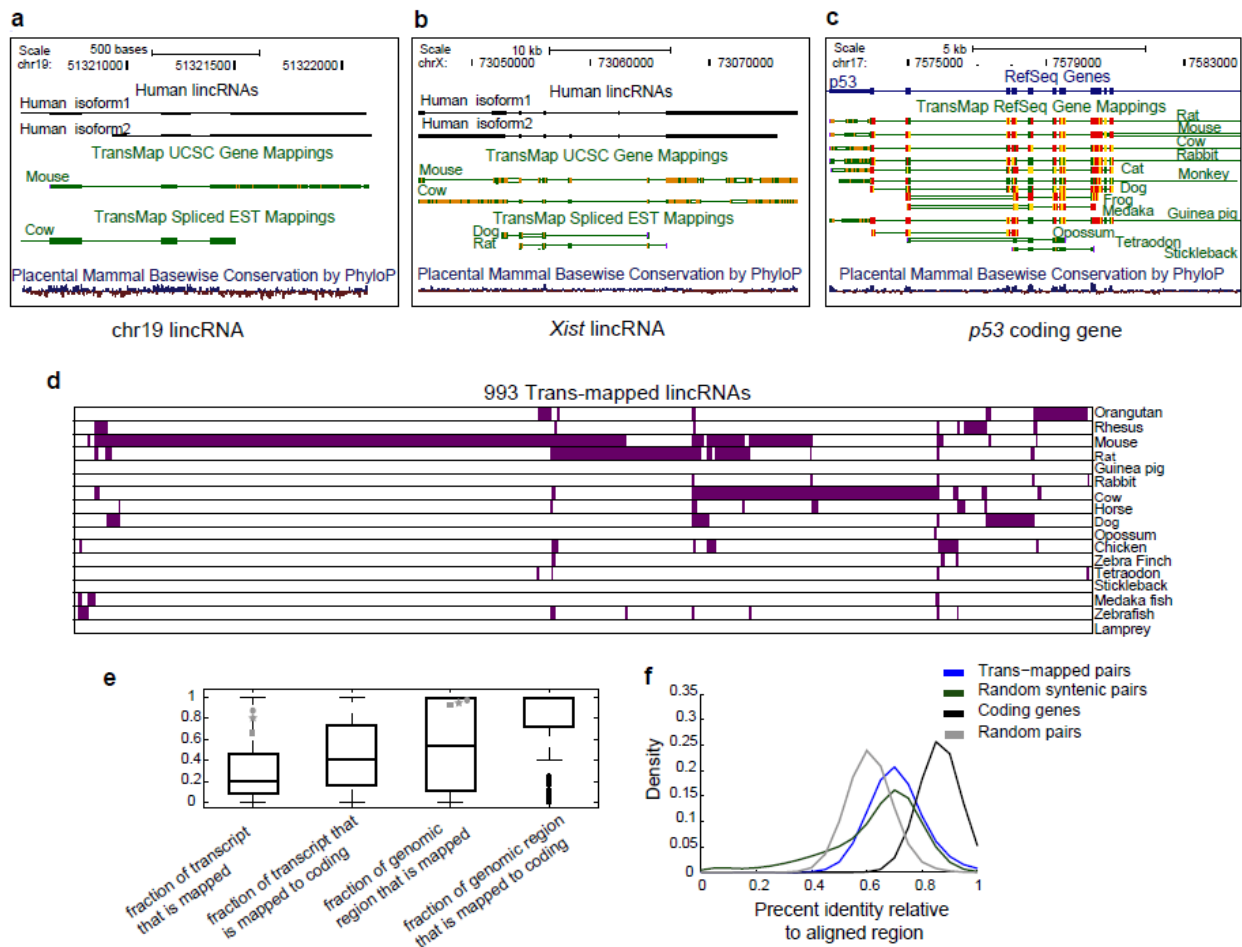 a
Scale
500 bases
chr19:
51321000
51321500
51322000
Human lincRNAs
Human isoform1
Human isoform2
TransMap UCSC Gene Mappings
Mouse
TransMap Spliced EST Mappings
Cow
Placental Mammal Basewise Conservation by PhyloP
chr19 lincRNA
b
Scale
10 kb
chrX:
73050000
73060000
73070000
Human lincRNAs
Human isoform1
Human isoform2
TransMap UCSC Gene Mappings
Mouse
Cow
TransMap Spliced EST Mappings
Dog
Rat
Placental Mammal Basewise Conservation by PhyloP
Xist lincRNA
c
Scale
5 kb
chr17:
7575000
7579000
7583000
p53
RefSeq Genes
TransMap RefSeq Gene Mappings
Rat
Mouse
Cow
Rabbit
Cat
Monkey
Dog
Frog
Medaka
Guinea pig
Opossum
Tetraodon
Stickleback
Placental Mammal Basewise Conservation by PhyloP
p53 coding gene
d
993 Trans-mapped lincRNAs
Orangutan
Rhesus
Mouse
Rat
Guinea pig
Rabbit
Cow
Horse
Dog
Opossum
Chicken
Zebra Finch
Tetraodon
Stickleback
Medaka fish
Zebrafish
Lamprey
e
1
0.8
0.6
0.4
0.2
0
fraction of transcript
that is mapped
fraction of transcript that
is mapped to coding
fraction of genomic
region that is mapped
fraction of genomic region
that is mapped to coding
f
Trans-mapped pairs
Random syntenic pairs
Coding genes
Random pairs
0.35
0.3
0.25
0.2
0.15
0.1
0.05
0
Density
0 0.2 0.4 0.6 0.8 1
Precent identity relative
to aligned region